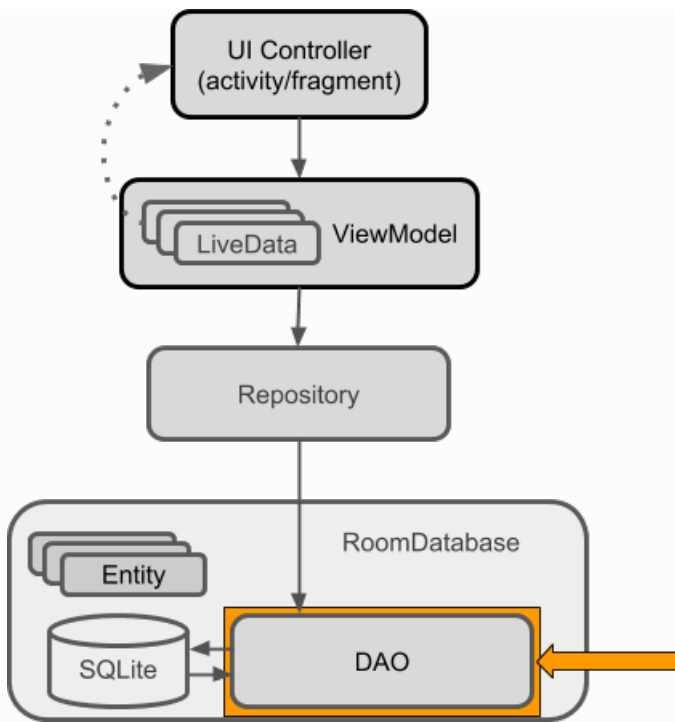 UI Controller
(activity/fragment)
LiveData
ViewModel
Repository
RoomDatabase
Entity
SQLite
DAO